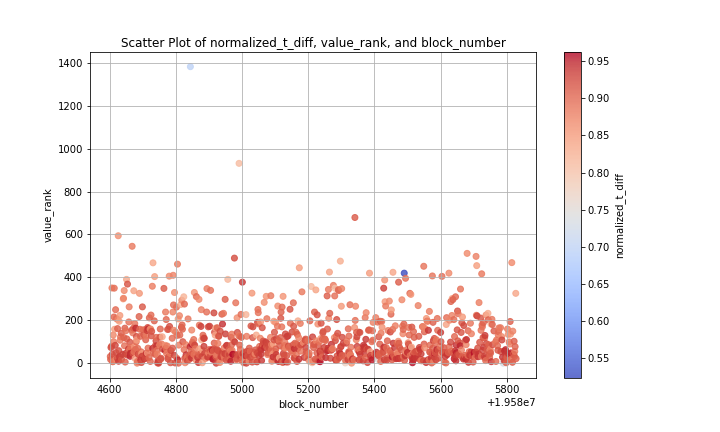 Scatter Plot of normalized_t_diff, value_rank, and block_number
1400
1200
1000
800
600
400
200
0
value_rank
4600 4800 5000 5200 5400 5600 5800
block_number
+1.958e7
0.95
0.90
0.85
0.80
0.75
0.70
0.65
0.60
0.55
normalized_t_diff